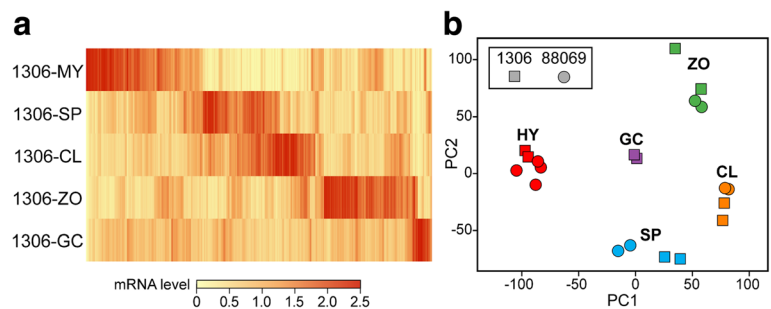 a
1306-MY
1306-SP
1306-CL
1306-ZO
1306-GC
mRNA level
0 0.5 1.0 1.5 2.0 2.5
b
1306 88069
ZO
HY
GC
CL
SP
PC2
100
50
0
-50
-100 -50 0 50 100
PC1